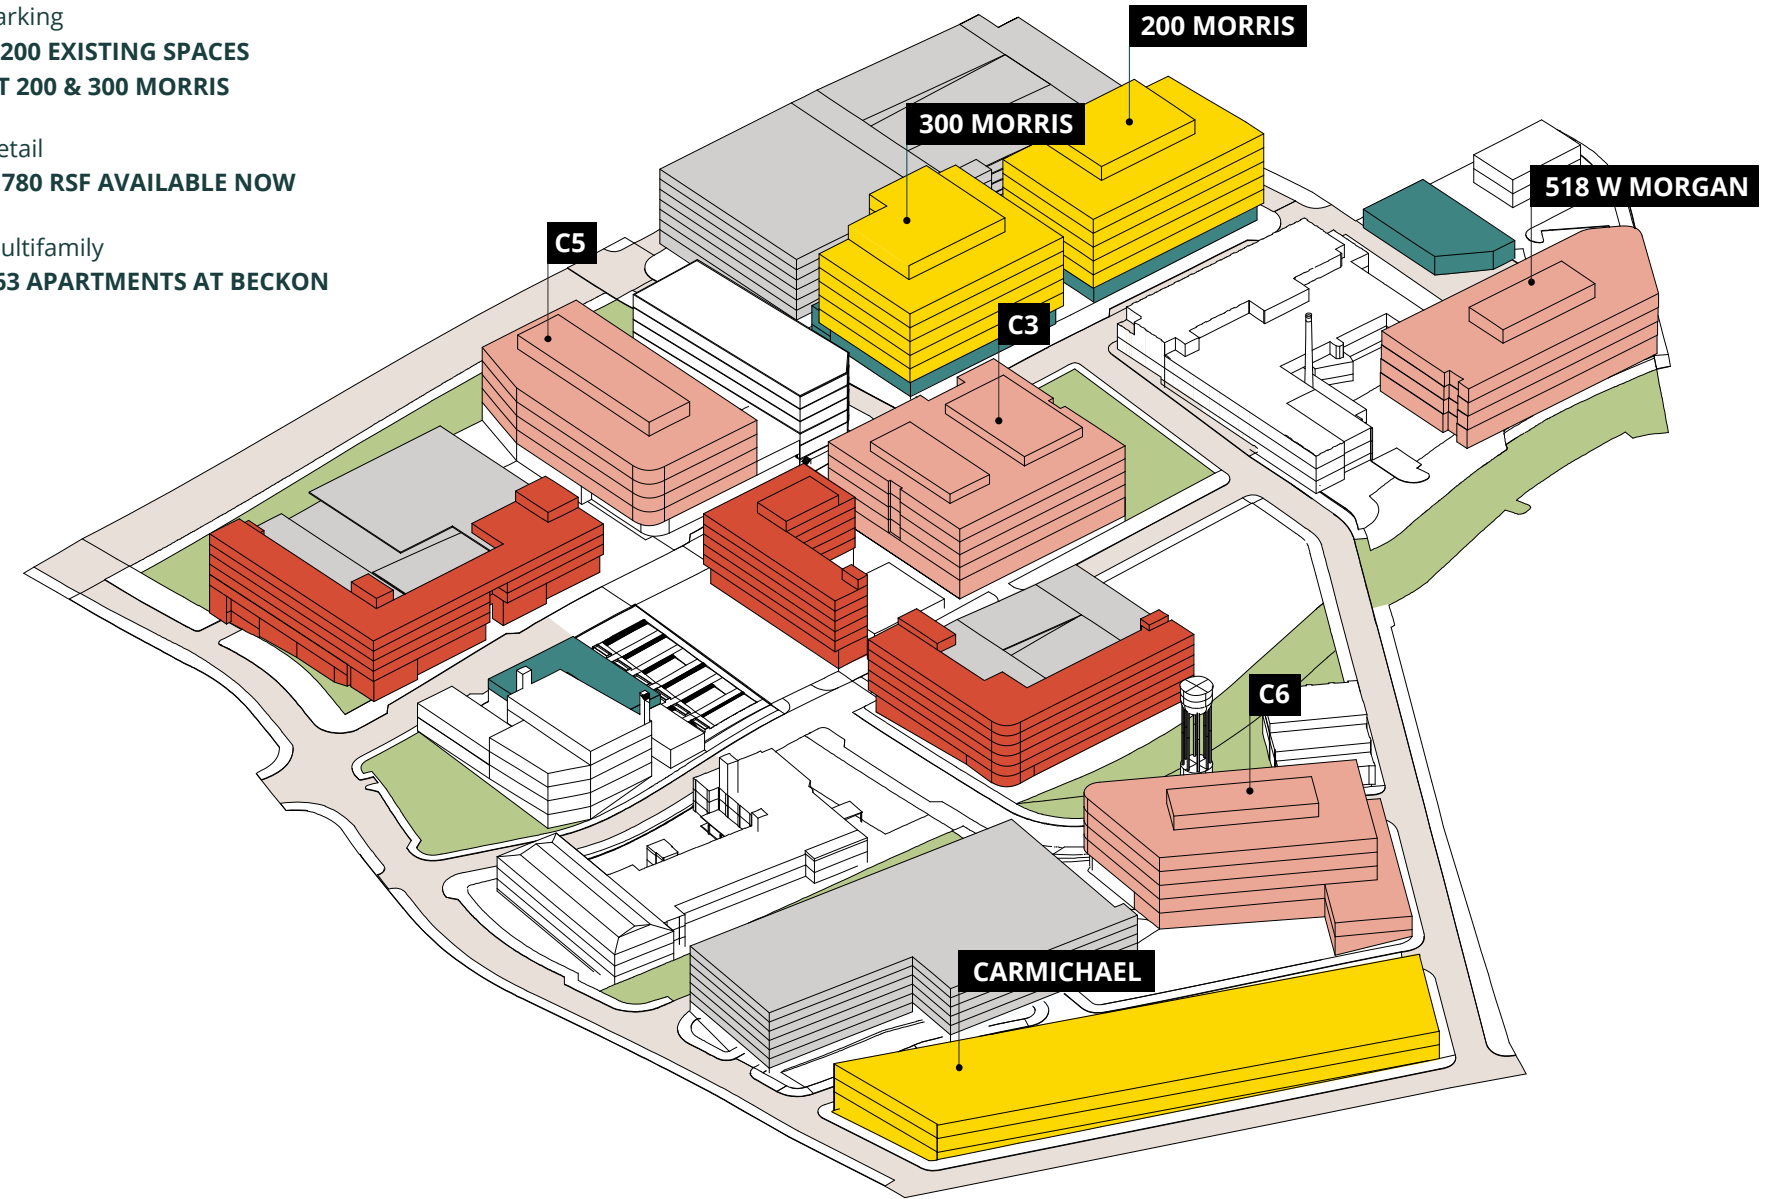 arking
200 EXISTING SPACES
T 200 & 300 MORRIS
etail
780 RSF AVAILABLE NOW
ultifamily
63 APARTMENTS AT BECKON
200 MORRIS
300 MORRIS
518 W MORGAN
C5
C3
C6
CARMICHAEL